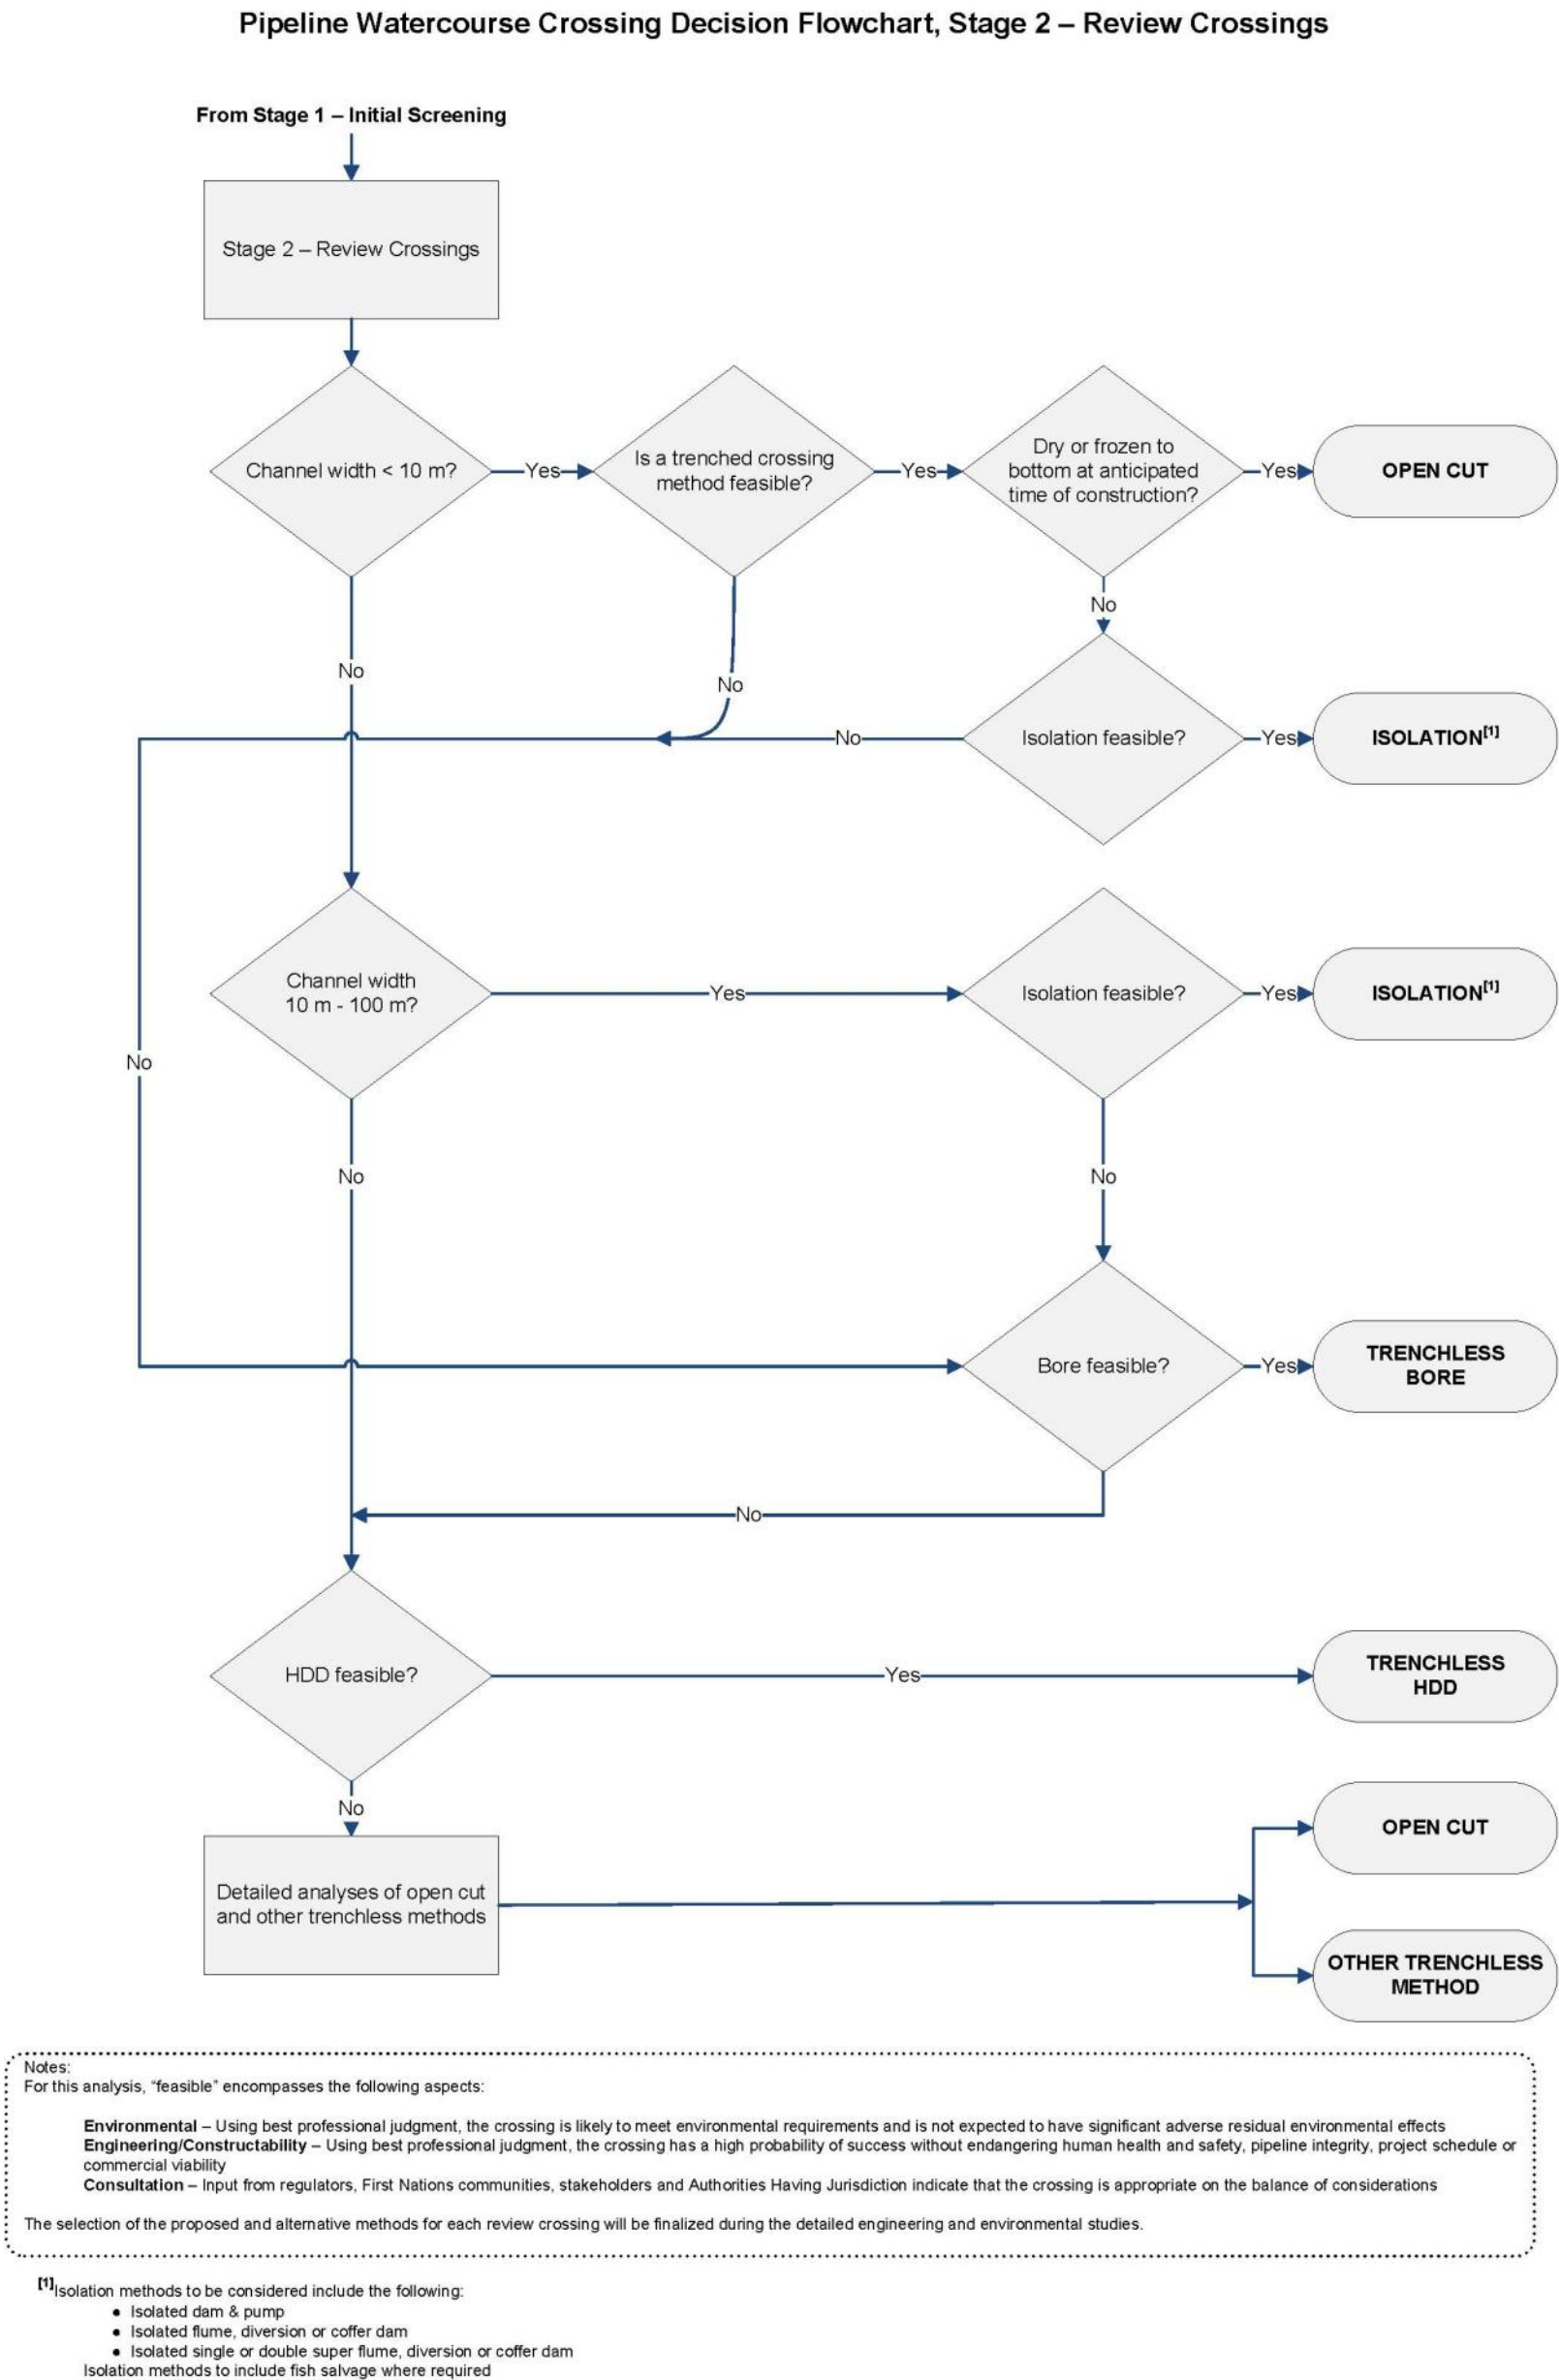 Pipeline Watercourse Crossing Decision Flowchart, Stage 2 – Review Crossings
From Stage 1 – Initial Screening
Stage 2 – Review Crossings
Channel width < 10 m?
Yes
Is a trenched crossing
method feasible?
Yes
Dry or frozen to
bottom at anticipated
time of construction?
Yes
OPEN CUT
No
No
No
No
Isolation feasible?
Yes
ISOLATION[1]
Channel width
10 m - 100 m?
Yes
Isolation feasible?
Yes
ISOLATION[1]
No
No
No
Bore feasible?
Yes
TRENCHLESS
BORE
No
HDD feasible?
Yes
TRENCHLESS
HDD
No
Detailed analyses of open cut
and other trenchless methods
OPEN CUT
OTHER TRENCHLESS
METHOD
Notes:
For this analysis, “feasible” encompasses the following aspects:
Environmental – Using best professional judgment, the crossing is likely to meet environmental requirements and is not expected to have significant adverse residual environmental effects
Engineering/Constructability – Using best professional judgment, the crossing has a high probability of success without endangering human health and safety, pipeline integrity, project schedule or
commercial viability
Consultation – Input from regulators, First Nations communities, stakeholders and Authorities Having Jurisdiction indicate that the crossing is appropriate on the balance of considerations
The selection of the proposed and alternative methods for each review crossing will be finalized during the detailed engineering and environmental studies.
[1]Isolation methods to be considered include the following:
● Isolated dam & pump
● Isolated flume, diversion or coffer dam
● Isolated single or double super flume, diversion or coffer dam
Isolation methods to include fish salvage where required